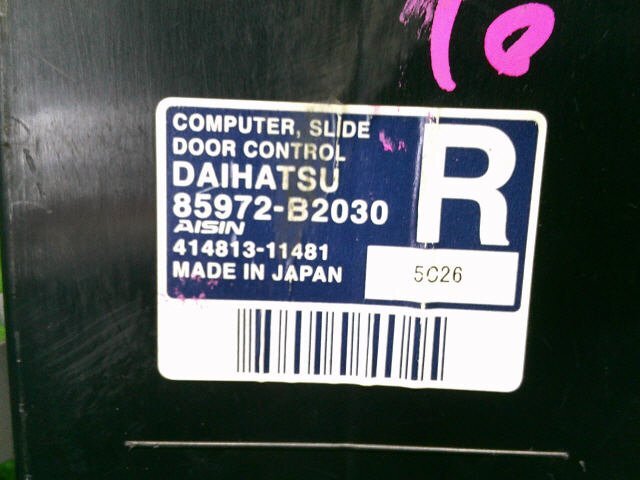 10
COMPUTER, SLIDE
DOOR CONTROL
DAIHATSU
R
85972-B2030
AISIN
414813-11481
MADE IN JAPAN
5C26